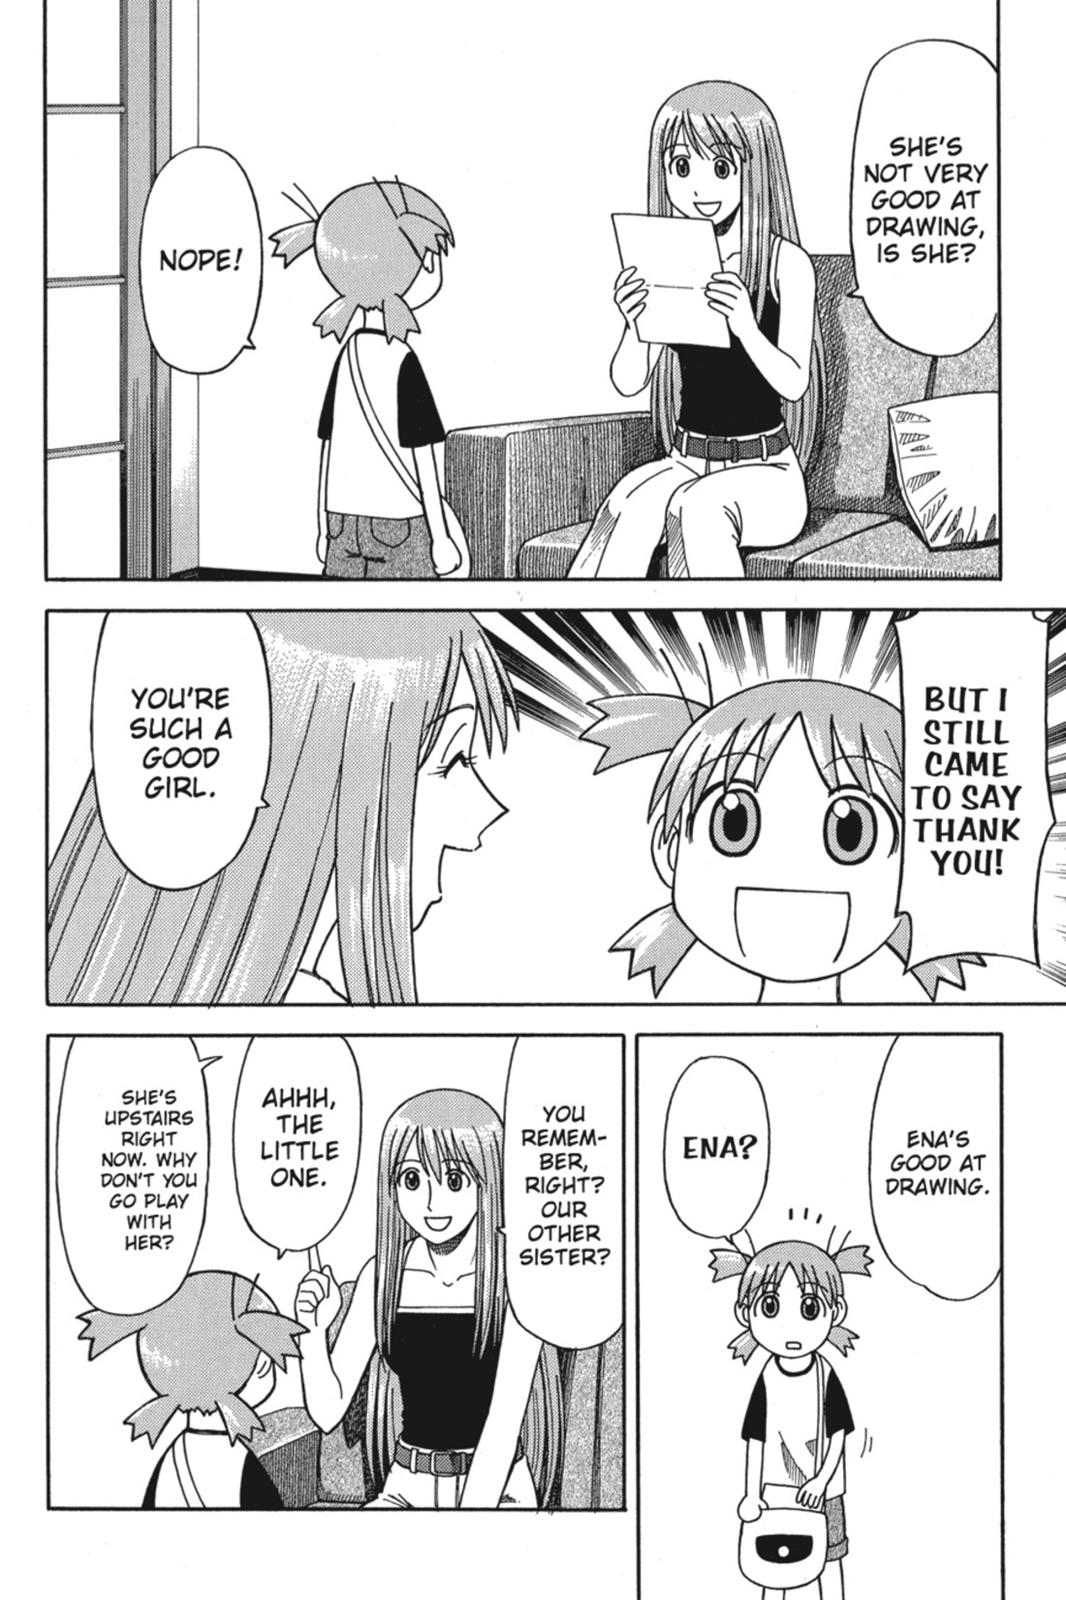 SHE'S
NOT VERY
GOOD AT
DRAWING,
IS SHE?
NOPE!
BUT I
STILL
CAME
TO SAY
THANK
YOU!
YOU'RE
SUCH A
GOOD
GIRL.
ENA'S
GOOD AT
DRAWING.
ENA?
YOU
REMEM-
BER,
RIGHT?
OUR
OTHER
SISTER?
AHHH,
THE
LITTLE
ONE.
SHE'S
UPSTAIRS
RIGHT
NOW. WHY
DON'T YOU
GO PLAY
WITH
HER?